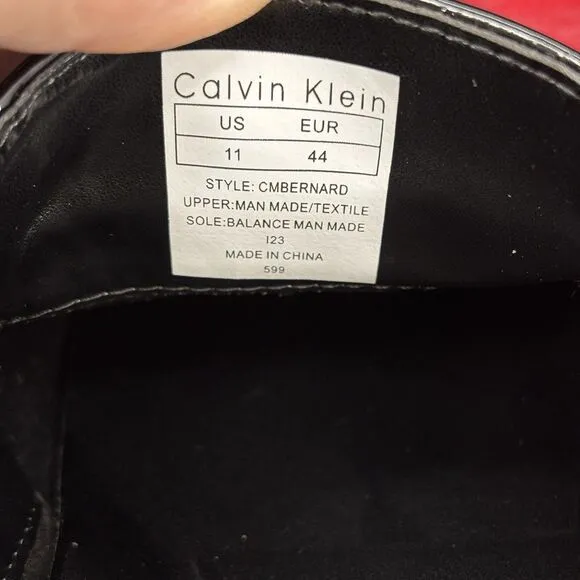 Calvin Klein
US EUR
11 44
STYLE: CMBERNARD
UPPER:MAN MADE/TEXTILE
SOLE:BALANCE MAN MADE
123
MADE IN CHINA
599